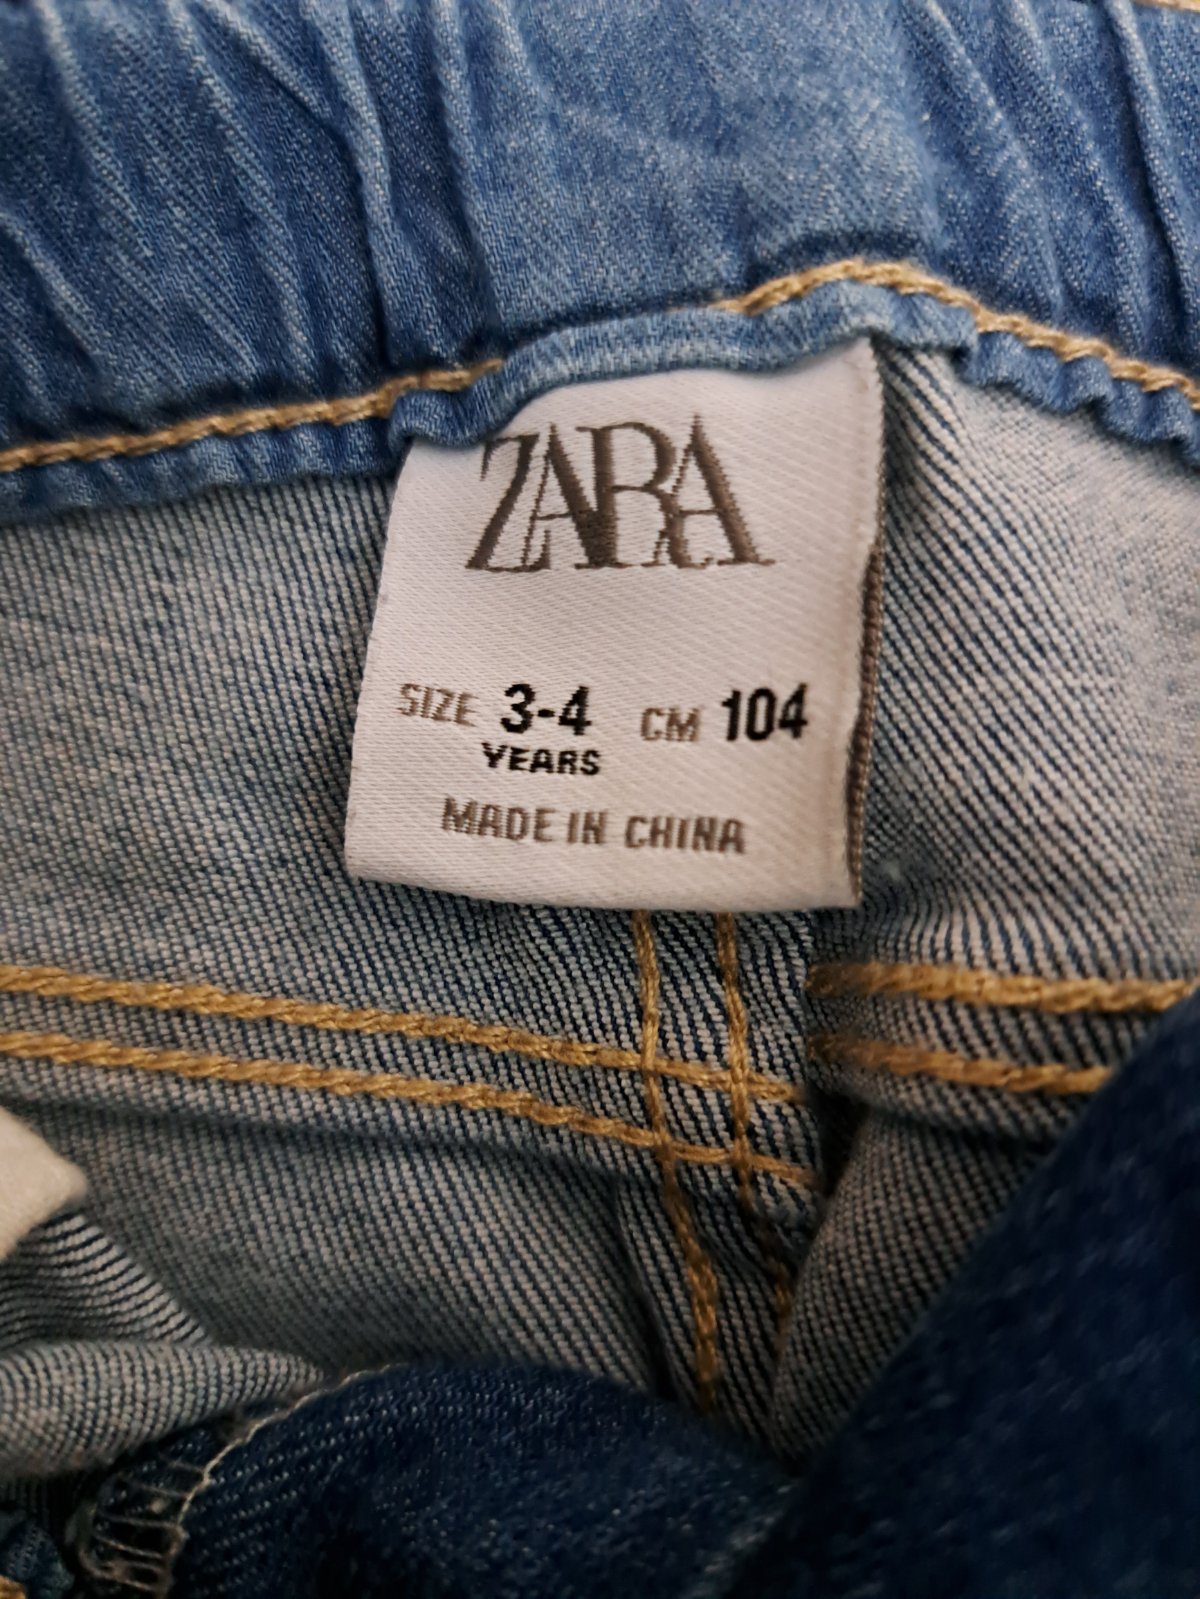 ZARA
SIZE 3-4 CM 104
YEARS
MADE IN CHINA